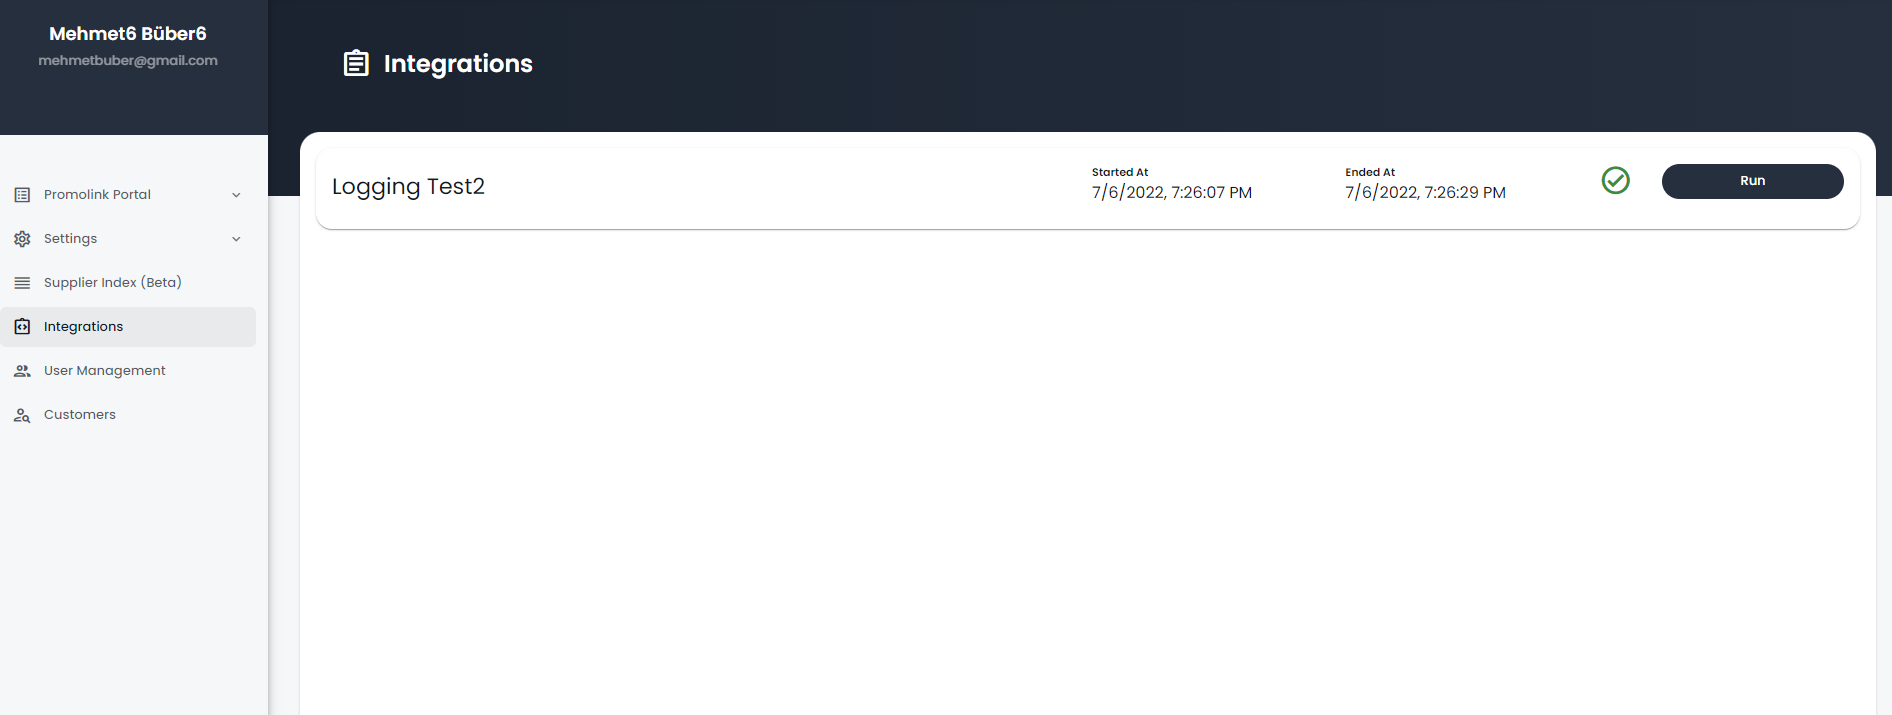 Mehmet6 Büber6
mehmetbuber@gmail.com
Promolink Portal
Settings
Supplier Index (Beta)
Integrations
User Management
Customers
Integrations
Logging Test2
Started At
7/6/2022, 7:26:07 PM
Ended At
7/6/2022, 7:26:29 PM
Run